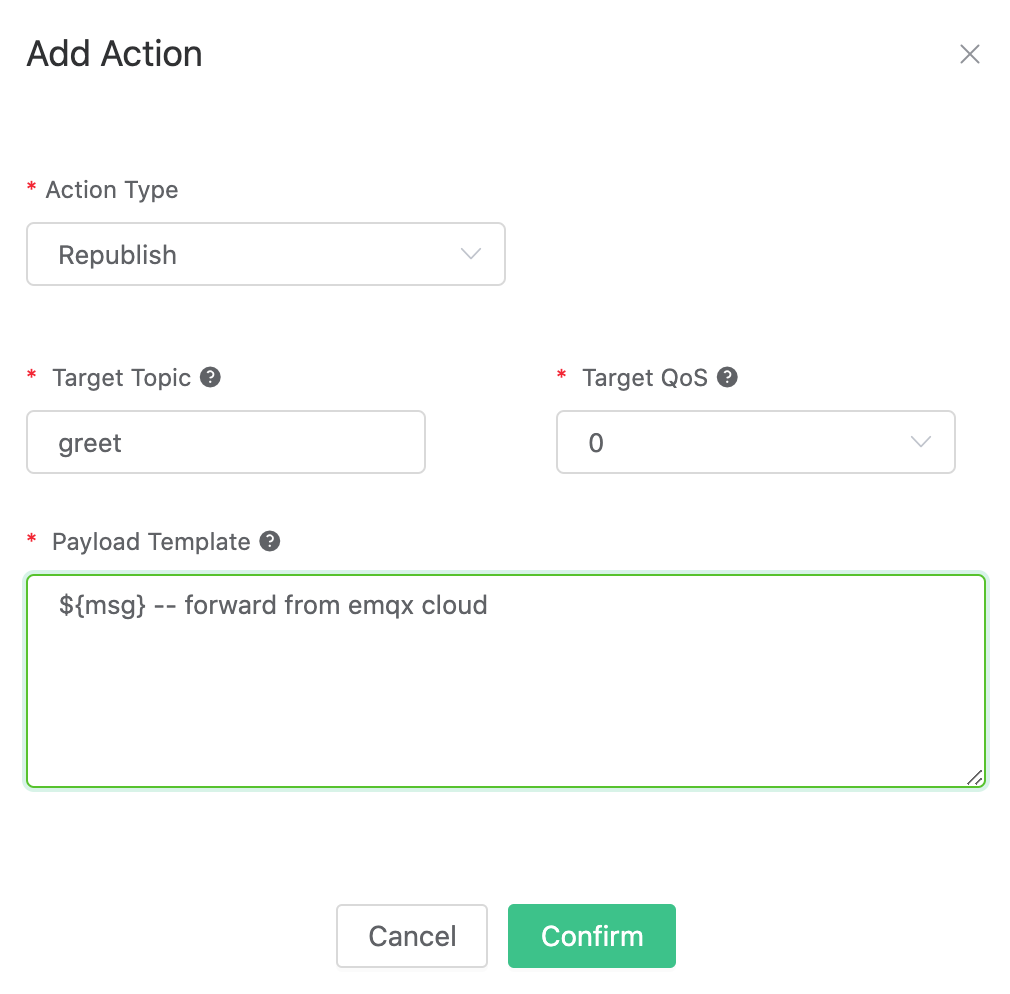 Add Action
* Action Type
Republish
* Target Topic ?
* Target QoS ?
greet
0
* Payload Template ?
${msg} -- forward from emqx cloud
Cancel
Confirm